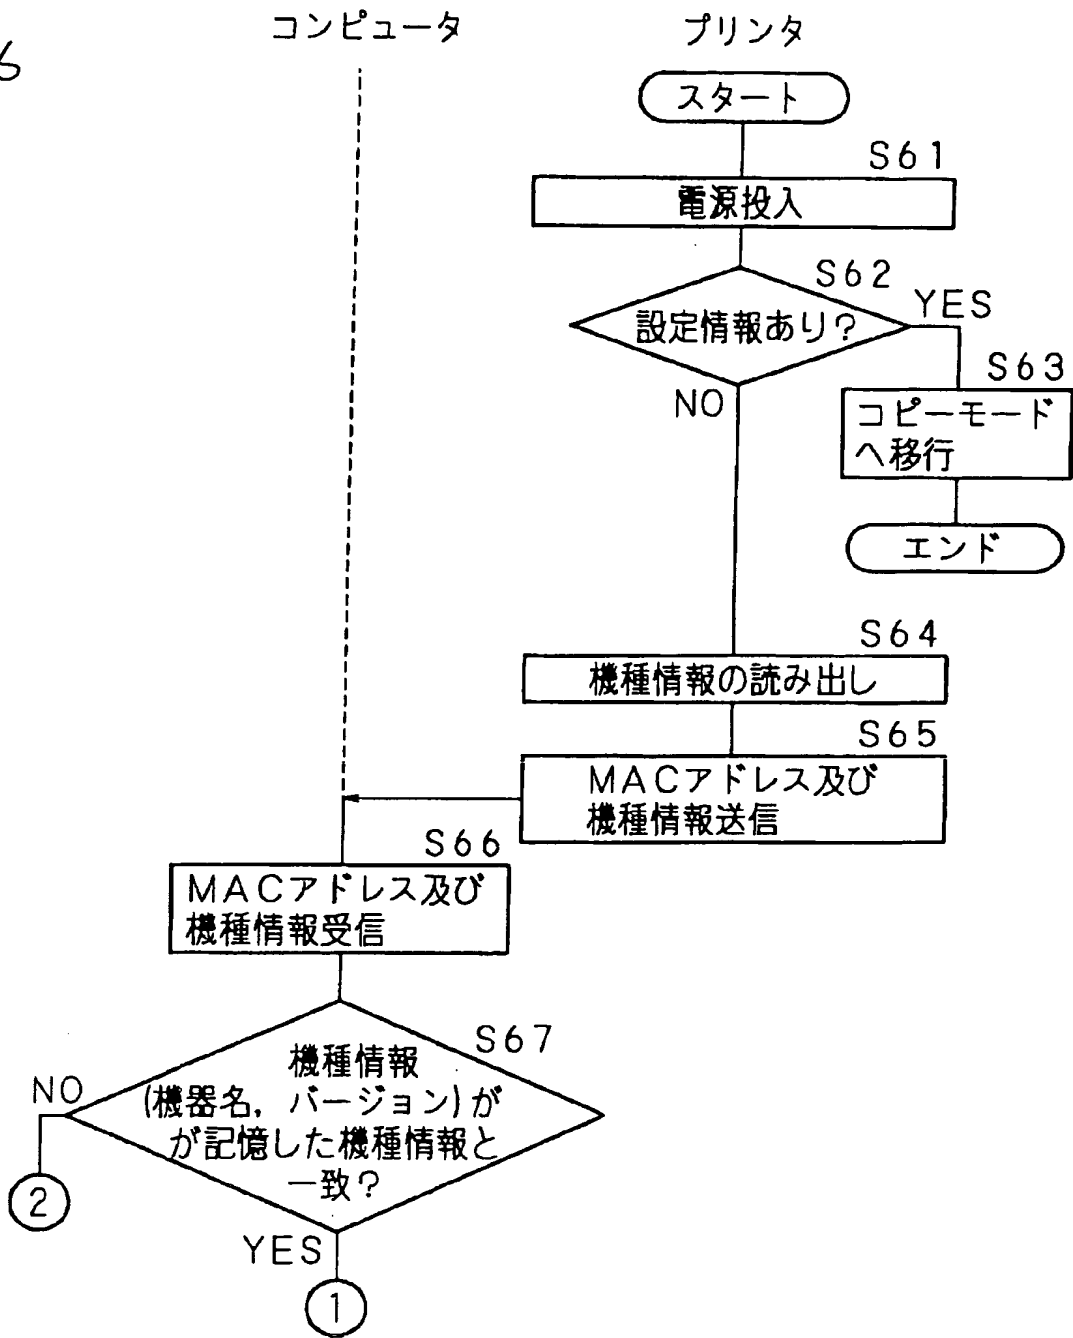 6
コンピュータ
プリンタ
スタート
S61
電源投入
S62
設定情報あり?
YES
NO
S63
コピーモード
へ移行
エンド
S64
機種情報の読み出し
S65
MACアドレス及び
機種情報送信
S66
MACアドレス及び
機種情報受信
S67
機種情報
(機器名, バージョン)が
が記憶した機種情報と
一致?
NO
2
YES
1